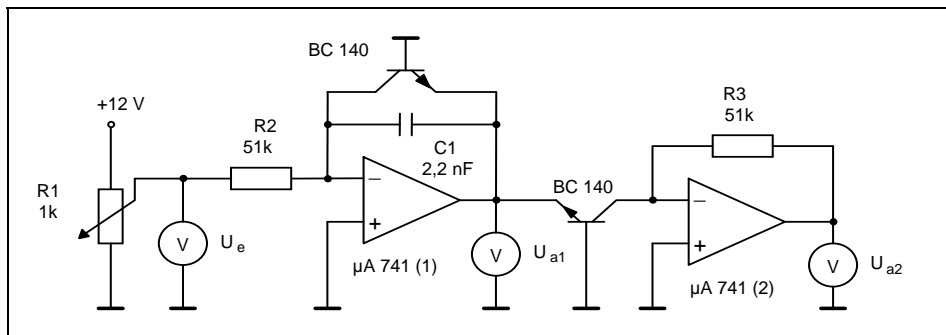 BC 140
+12 V
R1
1k
R2
51k
C1
2,2 nF
R3
51k
BC 140
V
U e
µA 741 (1)
V
U a1
µA 741 (2)
V
U a2